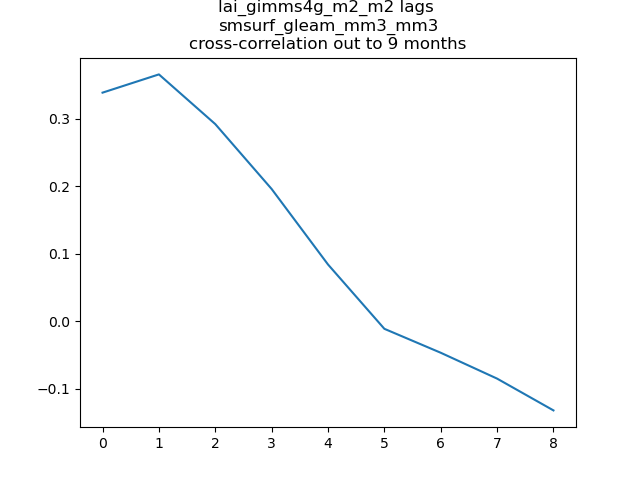 lai_gimms4g_m2_m2 lags
smsurf_gleam_mm3_mm3
cross-correlation out to 9 months
0.3
0.2
0.1
0.0
−0.1
0 1 2 3 4 5 6 7 8